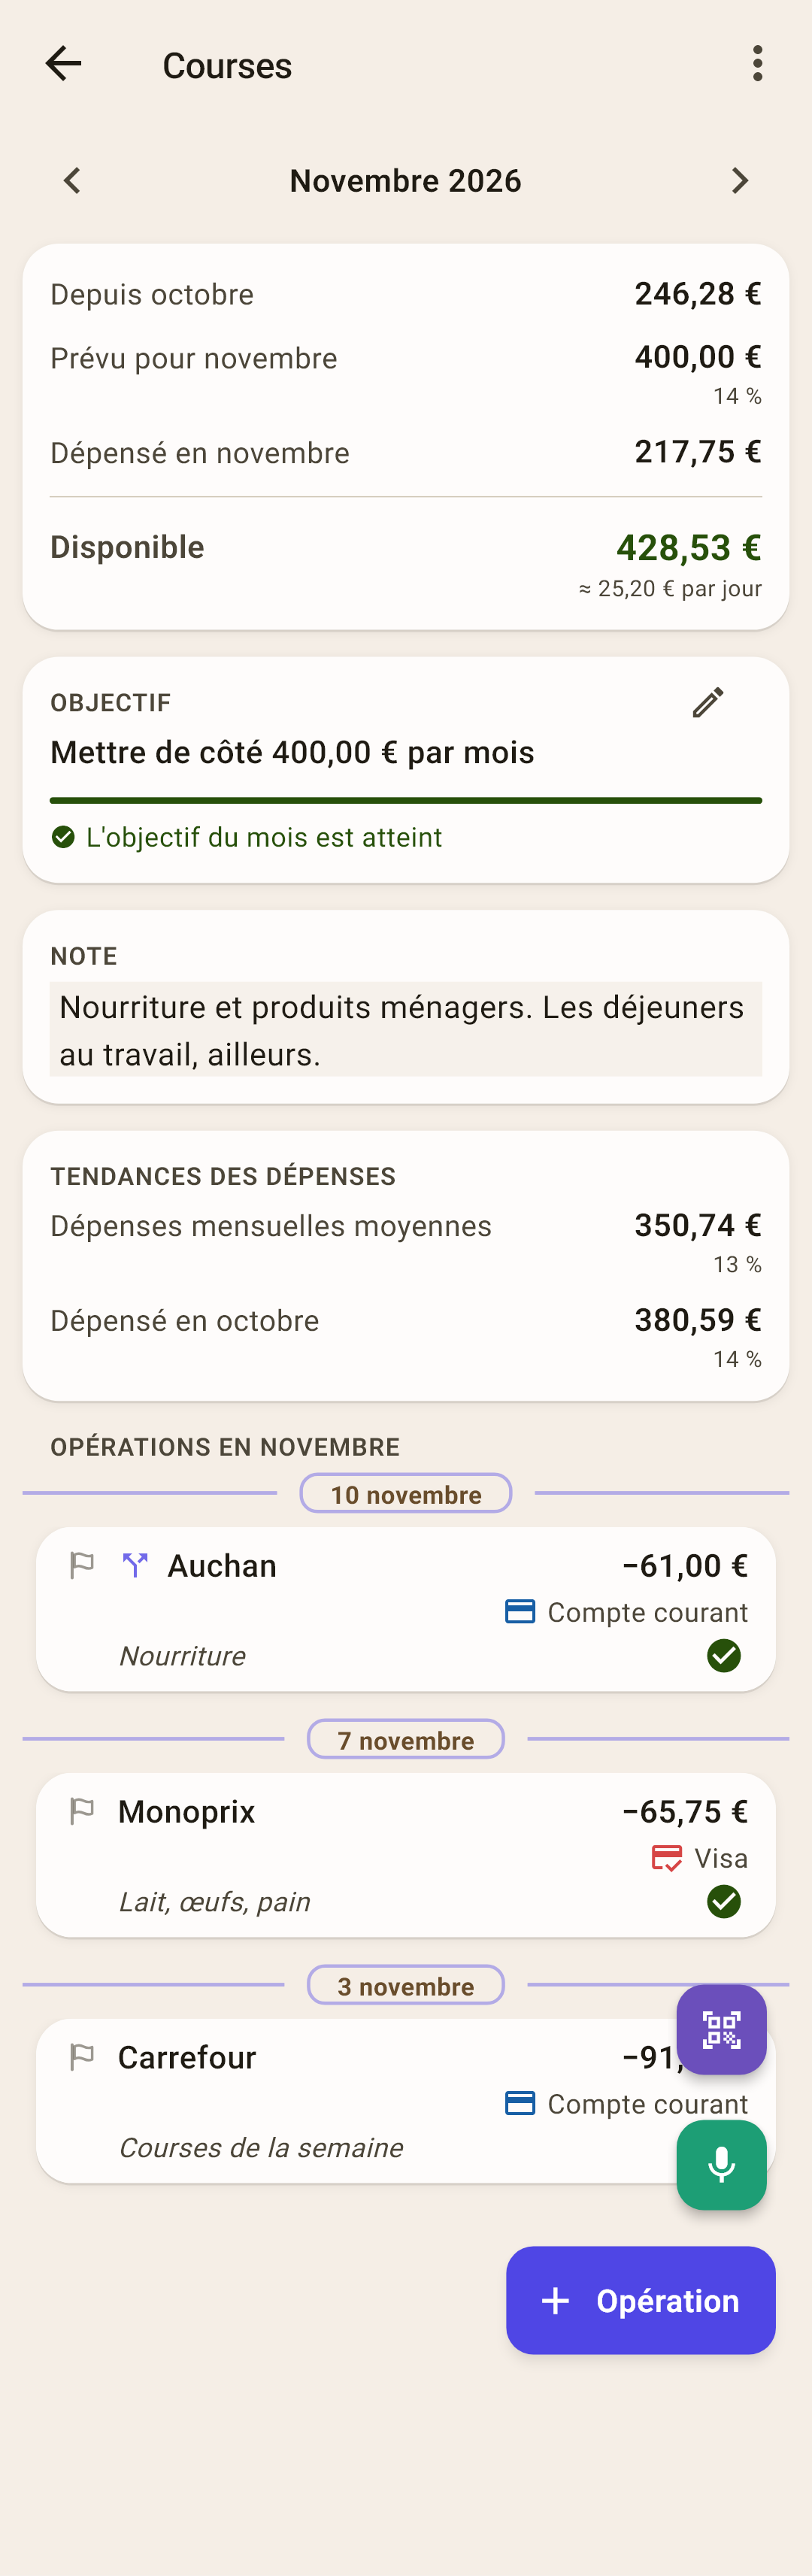 Courses
Novembre 2026
Depuis octobre 246,28 €
Prévu pour novembre 400,00 €
14 %
Dépensé en novembre 217,75 €
Disponible 428,53 €
≈ 25,20 € par jour
OBJECTIF
Mettre de côté 400,00 € par mois
L'objectif du mois est atteint
NOTE
Nourriture et produits ménagers. Les déjeuners
au travail, ailleurs.
TENDANCES DES DÉPENSES
Dépenses mensuelles moyennes 350,74 €
13 %
Dépensé en octobre 380,59 €
14 %
OPÉRATIONS EN NOVEMBRE
10 novembre
Auchan −61,00 €
Compte courant
Nourriture
7 novembre
Monoprix −65,75 €
Visa
Lait, œufs, pain
3 novembre
Carrefour −91,
Compte courant
Courses de la semaine
Opération